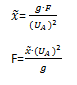 x̃ = g·F / (U_A)²
F = x̃·(U_A)² / g